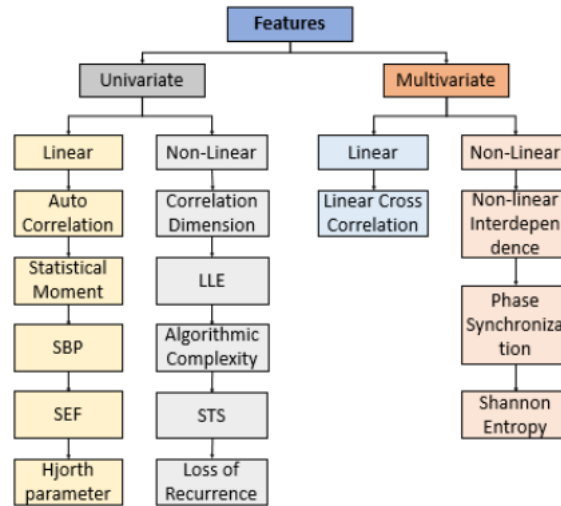 Features
Univariate
Multivariate
Linear
Non-Linear
Linear
Non-Linear
Auto
Correlation
Correlation
Dimension
Linear Cross
Correlation
Non-linear
Interdepen
dence
Statistical
Moment
LLE
Phase
Synchroniza
tion
SBP
Algorithmic
Complexity
SEF
STS
Shannon
Entropy
Hjorth
parameter
Loss of
Recurrence